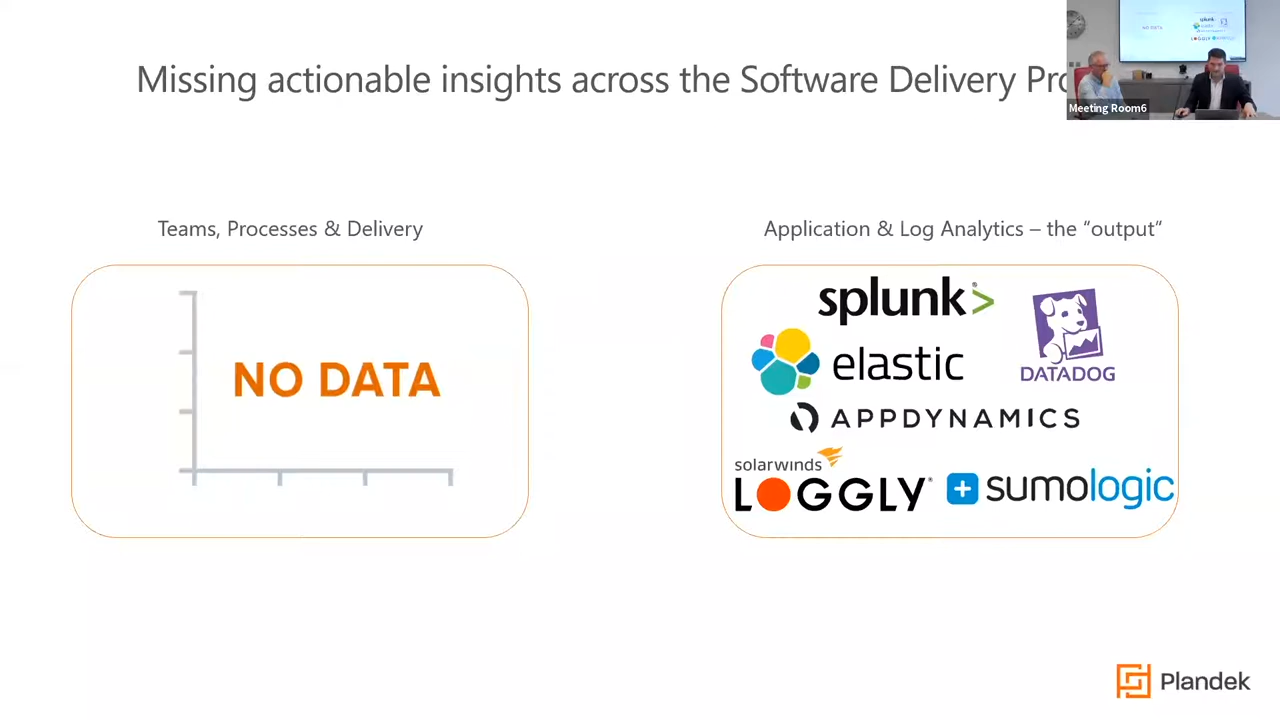 Missing actionable insights across the Software Delivery Pro
Meeting Room6
Teams, Processes & Delivery
Application & Log Analytics – the “output”
NO DATA
splunk>
elastic
DATADOG
APPDYNAMICS
solarwinds
LOGGLY
sumologic
Plandek